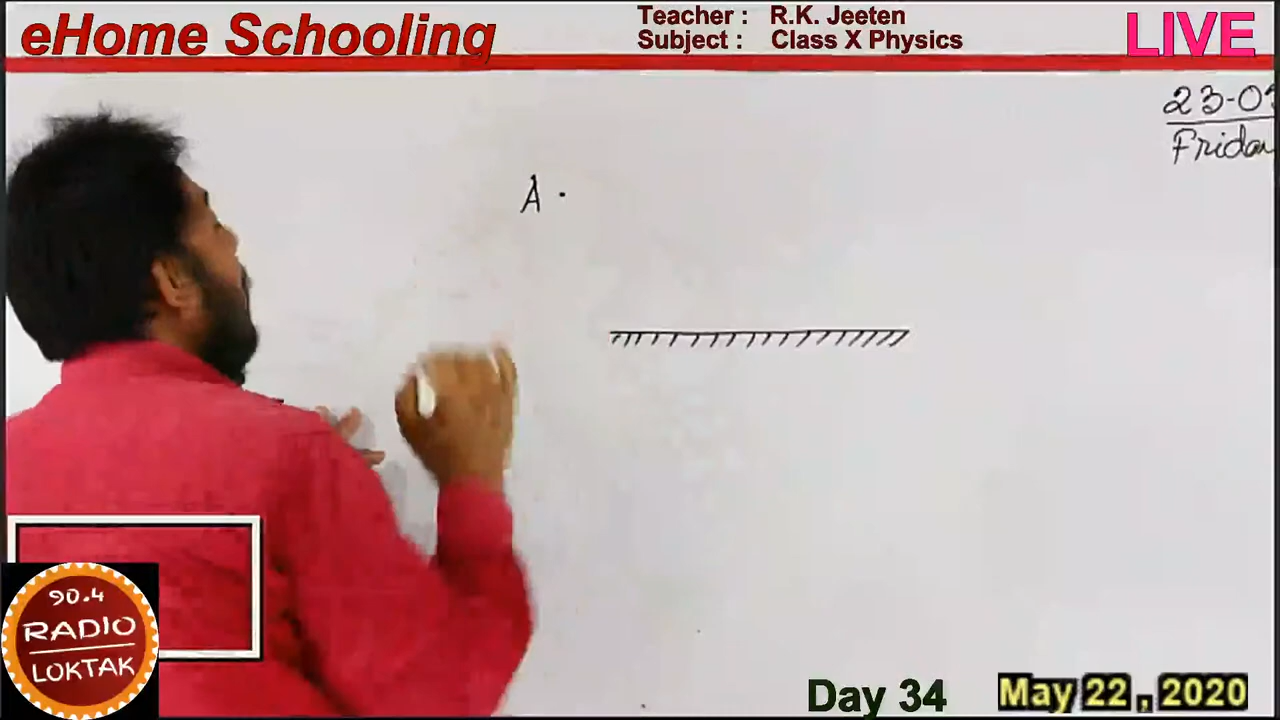 eHome Schooling
Teacher : R.K. Jeeten
Subject : Class X Physics
LIVE
23-0
Friday
A .
90.4
RADIO
LOKTAK
Day 34
May 22 , 2020